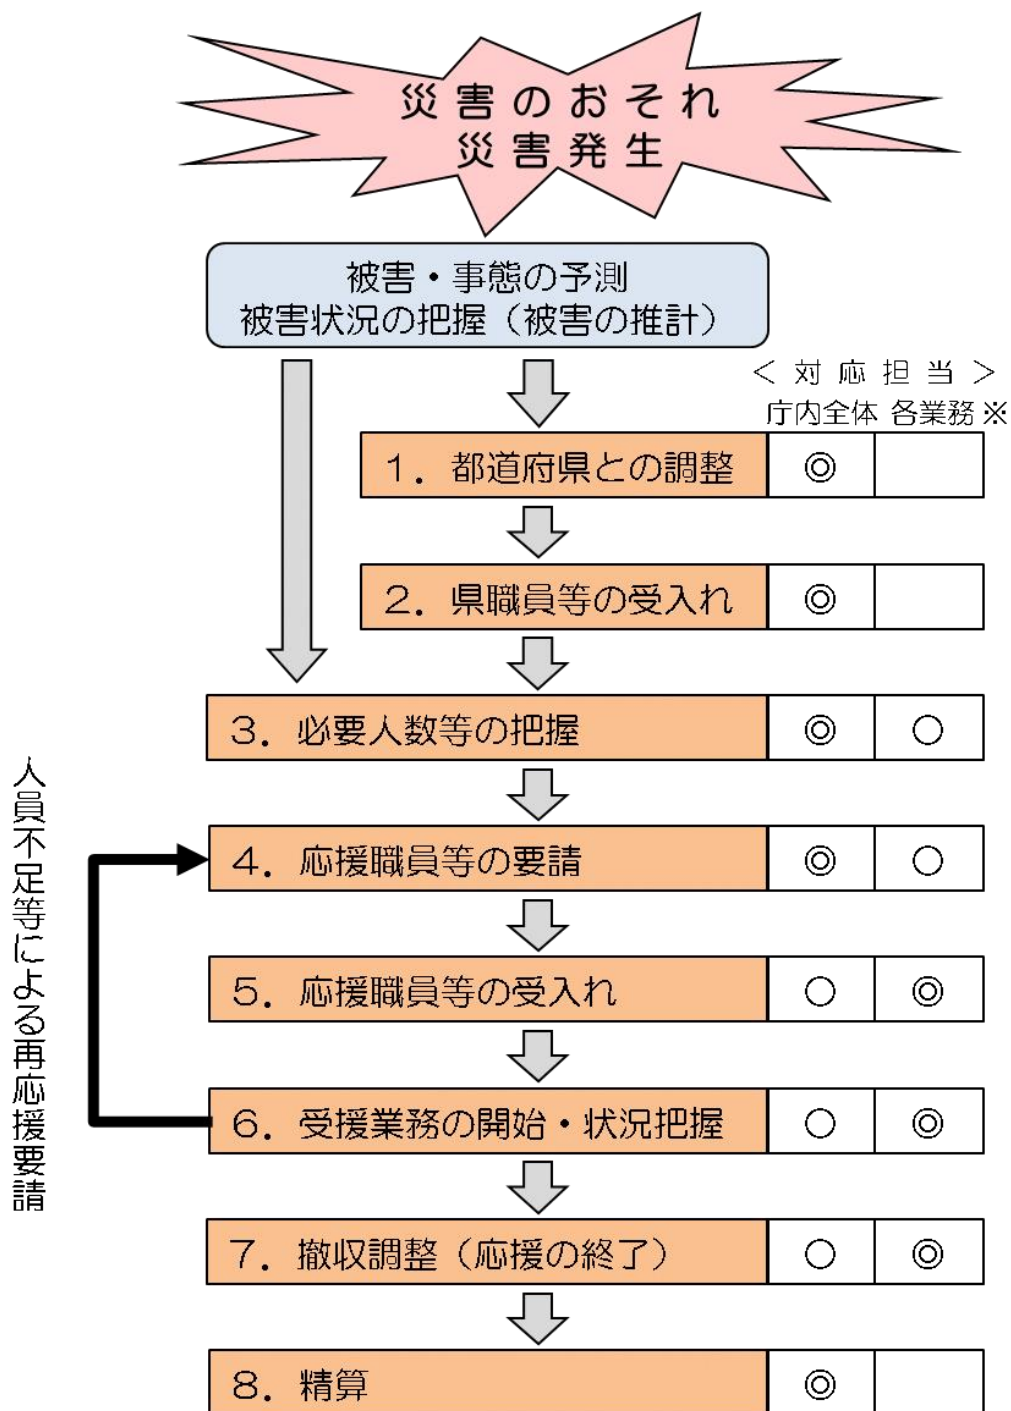 災害のおそれ
災害発生
被害・事態の予測
被害状況の把握（被害の推計）
＜対応担当＞
庁内全体 各業務※
１．都道府県との調整 ◎
２．県職員等の受入れ ◎
３．必要人数等の把握 ◎ ○
４．応援職員等の要請 ◎ ○
５．応援職員等の受入れ ○ ◎
６．受援業務の開始・状況把握 ○ ◎
７．撤収調整（応援の終了） ○ ◎
８．精算 ◎
人員不足等による再応援要請